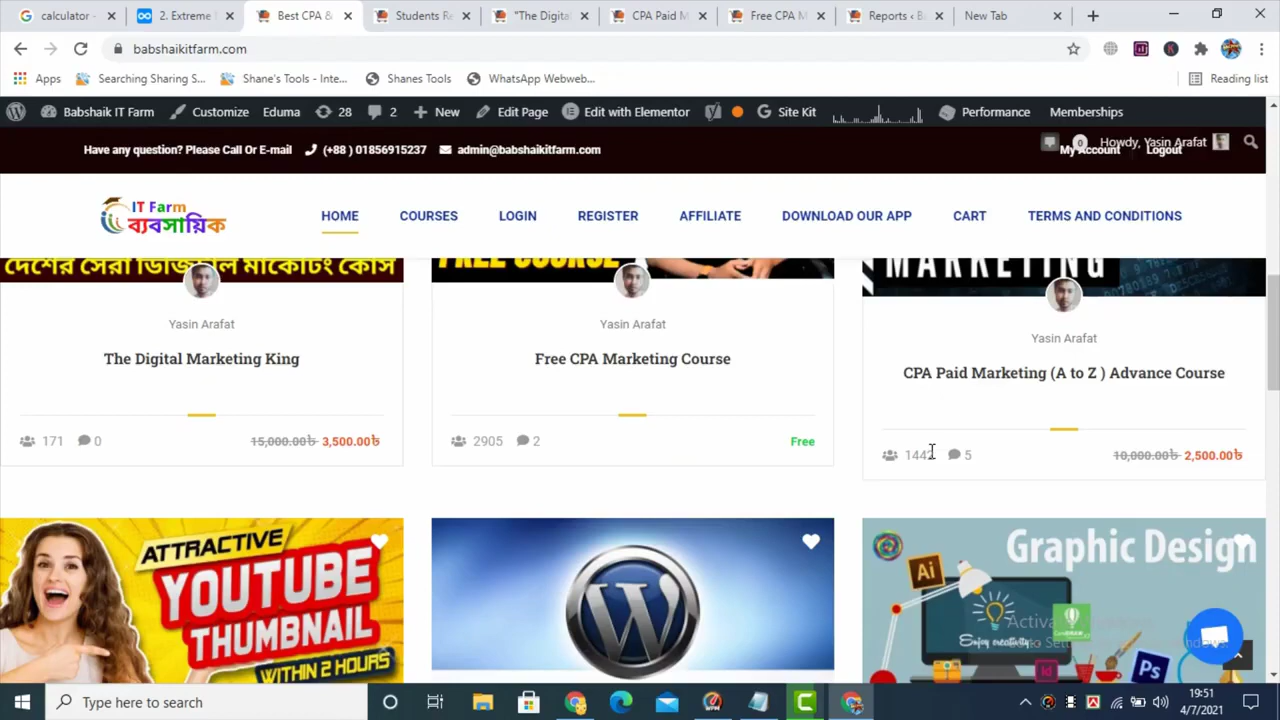 calculator -
2. Extreme
Best CPA &
Students Re
"The Digita
CPA Paid M
Free CPA M
Reports ‹ B
New Tab
babshaikitfarm.com
Apps
Searching Sharing S...
Shane's Tools - Inte...
Shanes Tools
WhatsApp Webweb...
Reading list
Babshaik IT Farm
Customize
Eduma
28
2
New
Edit Page
Edit with Elementor
Site Kit
Performance
Memberships
Howdy, Yasin Arafat
Have any question? Please Call Or E-mail
(+88 ) 01856915237
admin@babshaikitfarm.com
0
My Account
Logout
IT Farm
ব্যবসায়িক
HOME
COURSES
LOGIN
REGISTER
AFFILIATE
DOWNLOAD OUR APP
CART
TERMS AND CONDITIONS
দেশের সেরা ডিজিটাল মার্কেটিং কোর্স
FREE COURSE
MARKETING
Yasin Arafat
Yasin Arafat
Yasin Arafat
The Digital Marketing King
Free CPA Marketing Course
CPA Paid Marketing (A to Z ) Advance Course
171
0
15,000.00৳
3,500.00৳
2905
2
Free
1442
5
10,000.00৳
2,500.00৳
ATTRACTIVE
YOUTUBE
THUMBNAIL
WITHIN 2 HOURS
W
Graphic Design
Ai
Enjoy creativity
Id
Ps
Type here to search
19:51
4/7/2021